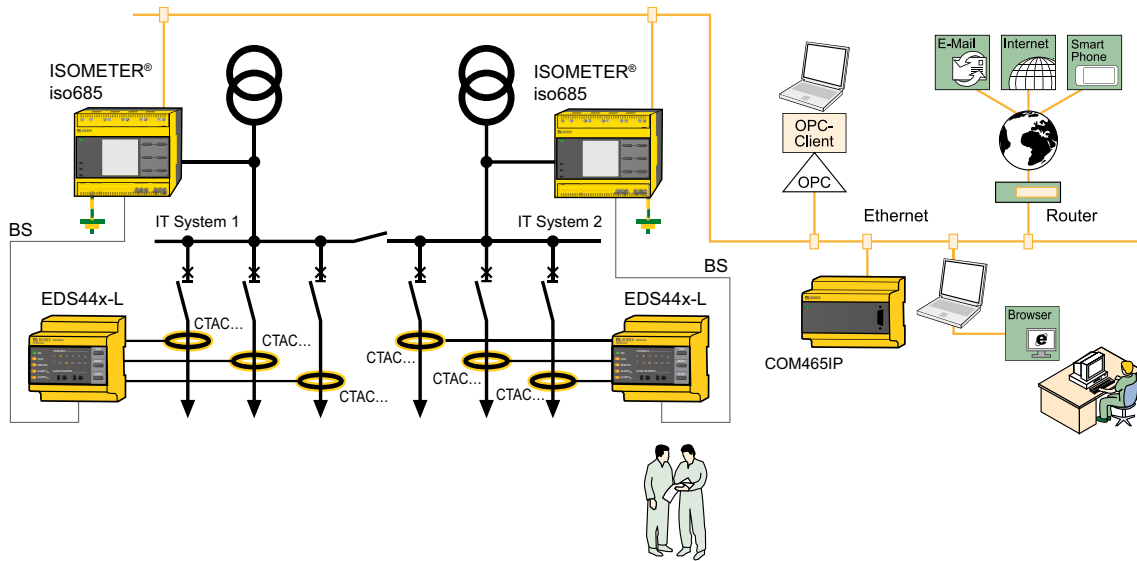 ISOMETER®
iso685
ISOMETER®
iso685
E-Mail
Internet
Smart
Phone
OPC-
Client
OPC
Ethernet
Router
IT System 1
IT System 2
BS
BS
EDS44x-L
EDS44x-L
CTAC...
CTAC...
CTAC...
CTAC...
CTAC...
CTAC...
COM465IP
Browser
e